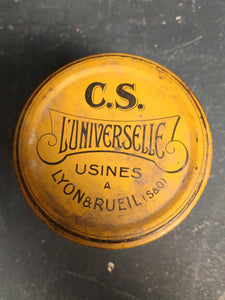 C.S.
L'UNIVERSELLE
USINES
A
LYON & RUEIL (S&O)